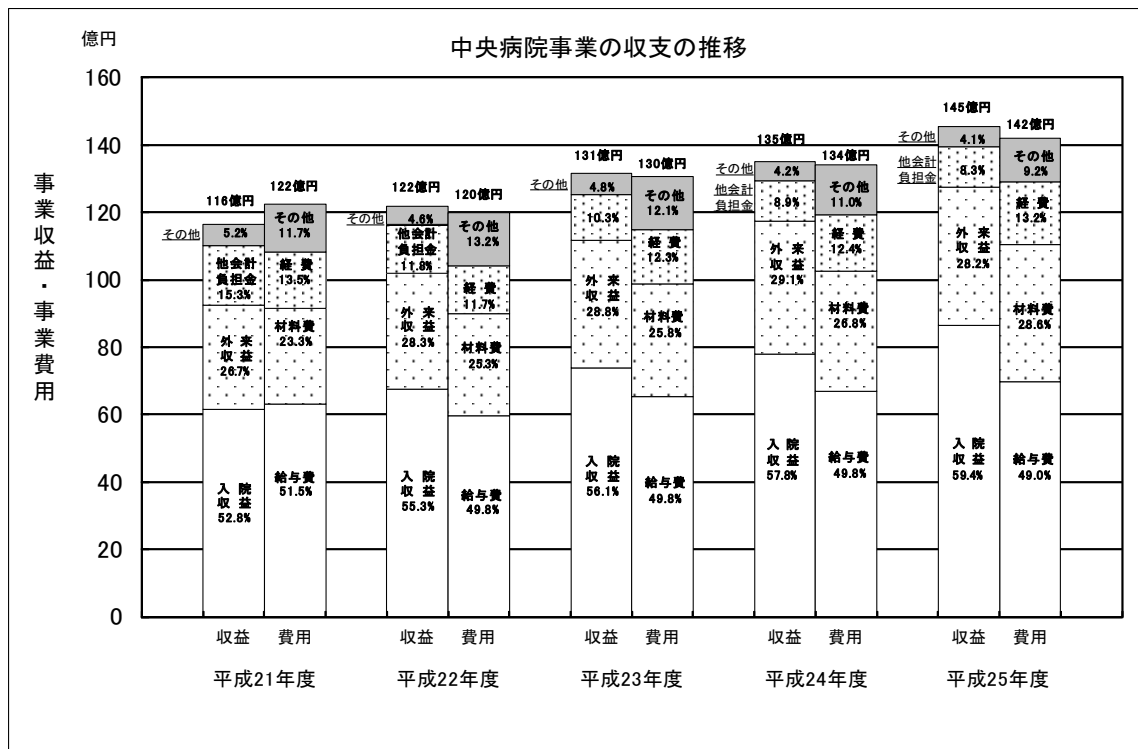 億円
中央病院事業の収支の推移
事業収益・事業費用
160
140
120
100
80
60
40
20
0
116億円
その他
5.2%
他会計
負担金
15.3%
外来
収益
26.7%
入院
収益
52.8%
122億円
その他
11.7%
経費
13.5%
材料費
23.3%
給与費
51.5%
122億円
その他
4.6%
他会計
負担金
11.8%
外来
収益
28.3%
入院
収益
55.3%
120億円
その他
13.2%
経費
11.7%
材料費
25.3%
給与費
49.8%
131億円
その他
4.8%
10.3%
外来
収益
28.8%
入院
収益
56.1%
130億円
その他
12.1%
経費
12.3%
材料費
25.8%
給与費
49.8%
135億円
その他
4.2%
他会計
負担金
8.9%
外来
収益
29.1%
入院
収益
57.8%
134億円
その他
11.0%
経費
12.4%
材料費
26.8%
給与費
49.8%
145億円
その他
4.1%
他会計
負担金
8.3%
外来
収益
28.2%
入院
収益
59.4%
142億円
その他
9.2%
経費
13.2%
材料費
28.6%
給与費
49.0%
収益 費用 収益 費用 収益 費用 収益 費用 収益 費用
平成21年度 平成22年度 平成23年度 平成24年度 平成25年度